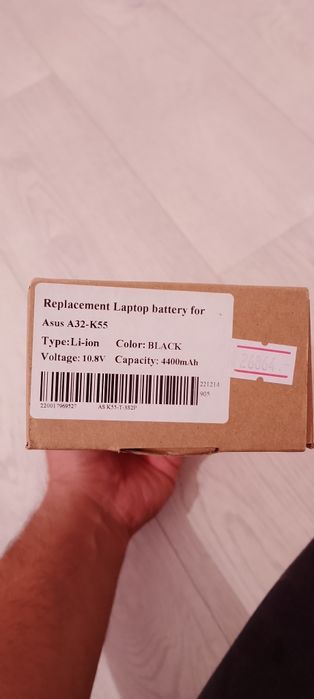 Replacement Laptop battery for
Asus A32-K55
Type:Li-ion Color: BLACK
Voltage: 10.8V Capacity: 4400mAh
221214
905
220017969527 AS K55-T-3S2P
26064.-